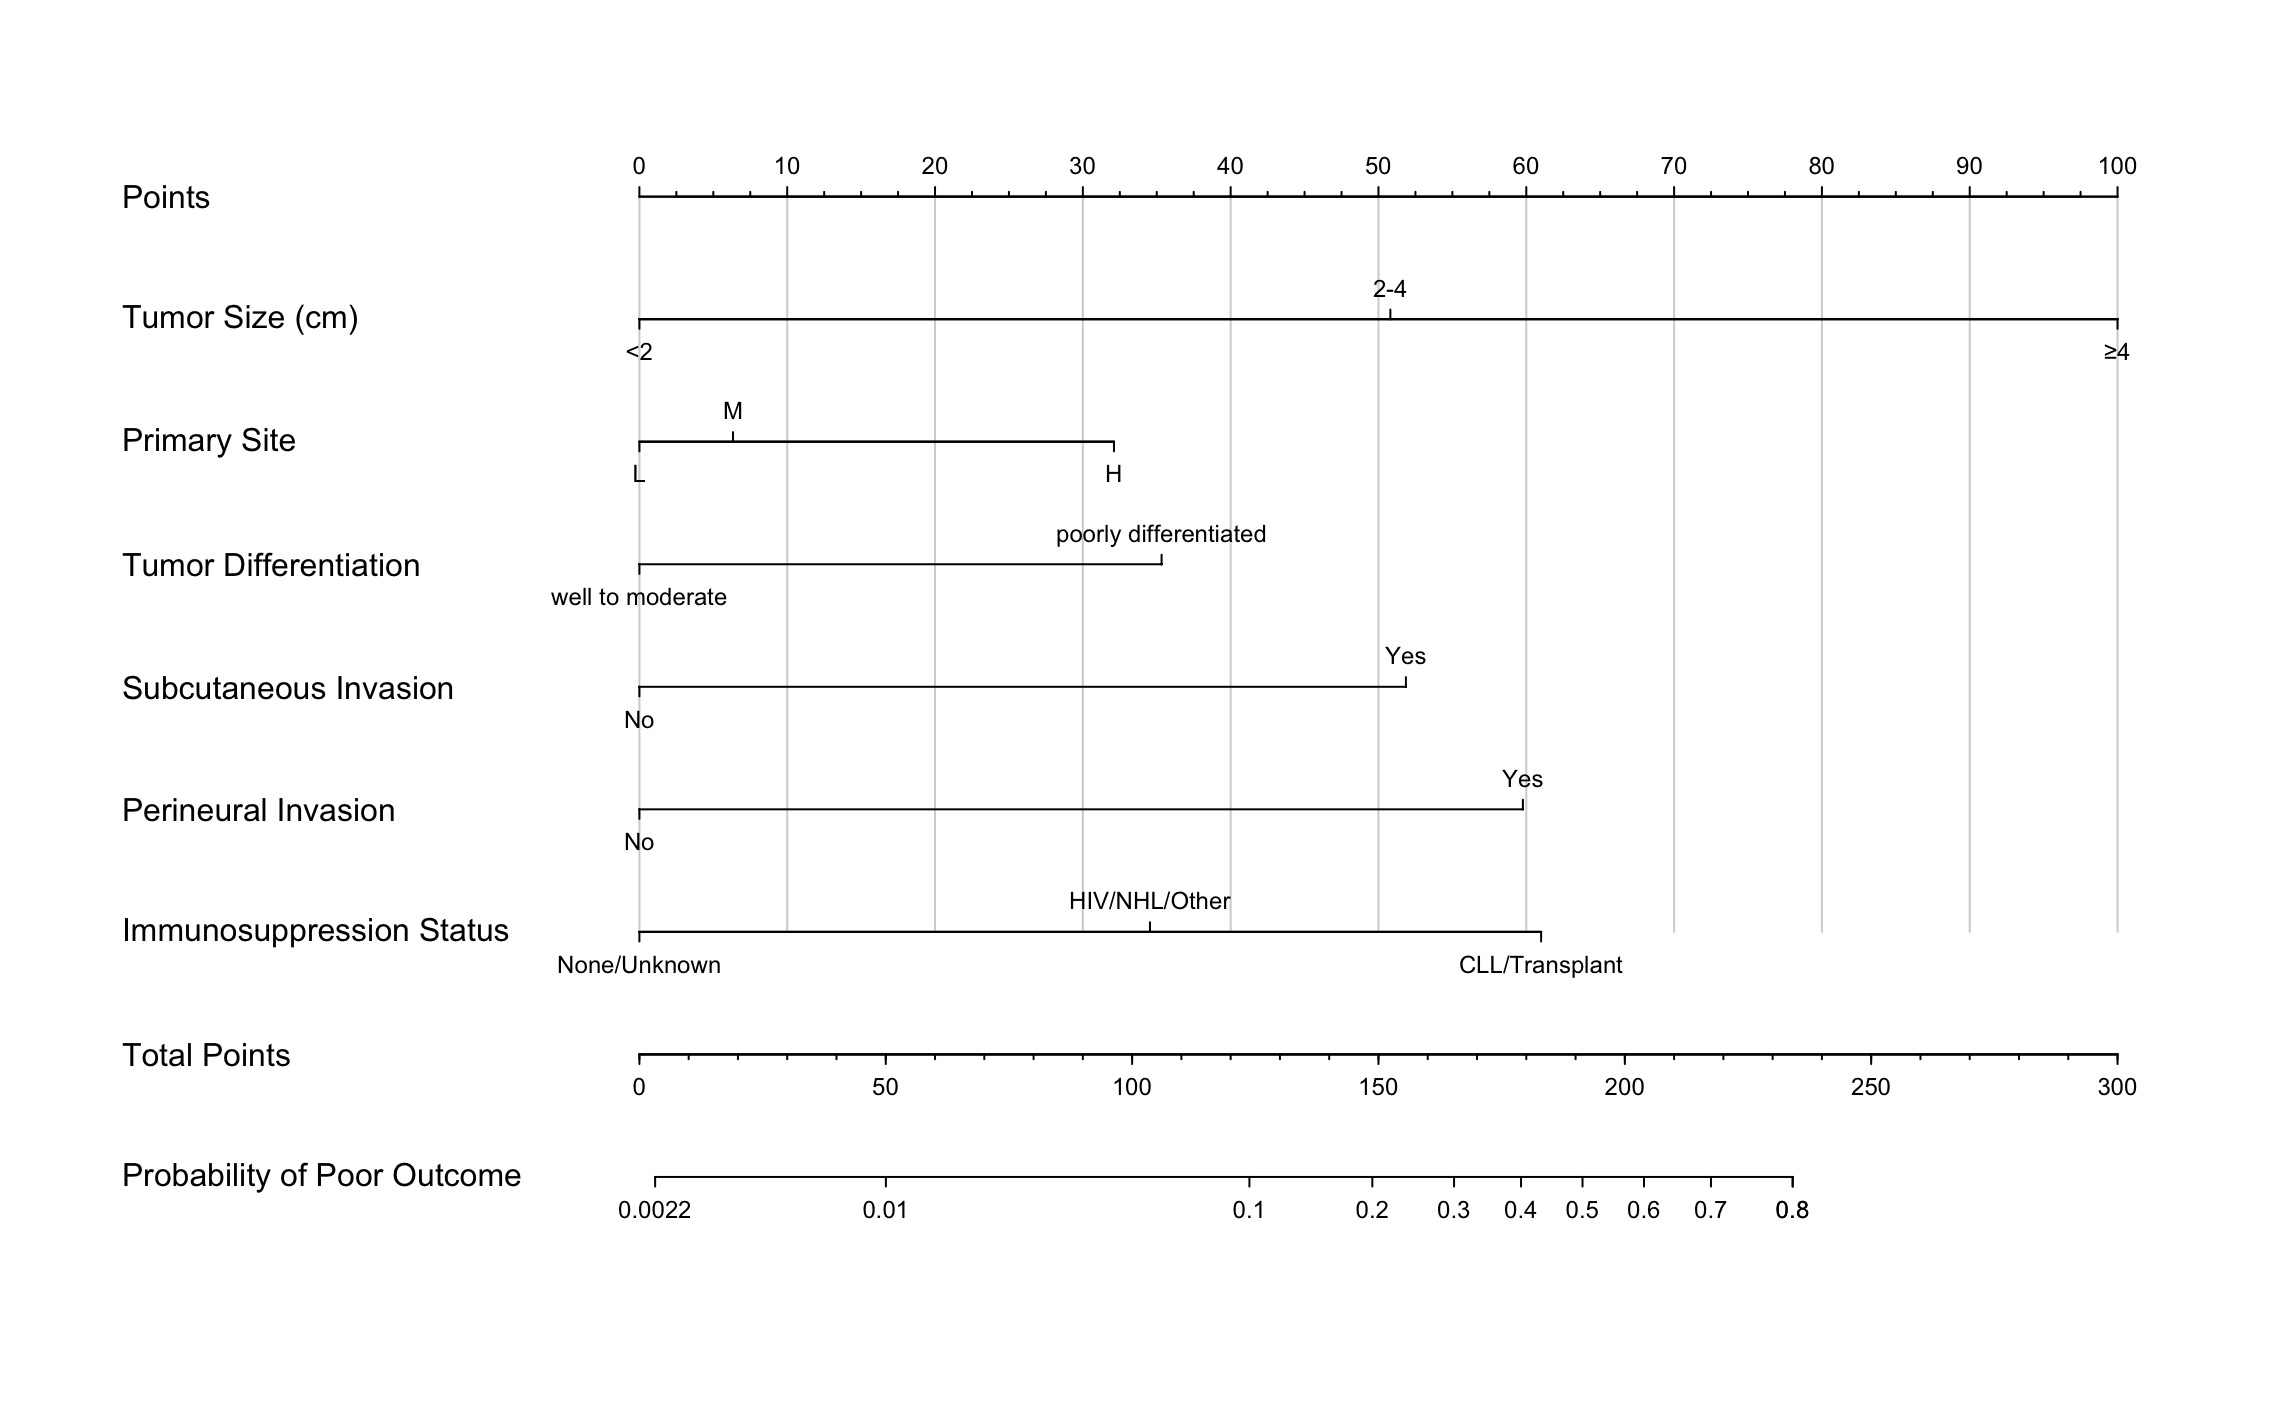 0 10 20 30 40 50 60 70 80 90 100
Points
2-4
Tumor Size (cm)
<2 ≥4
M
Primary Site
L H
poorly differentiated
Tumor Differentiation
well to moderate
Yes
Subcutaneous Invasion
No
Yes
Perineural Invasion
No
HIV/NHL/Other
Immunosuppression Status
None/Unknown CLL/Transplant
Total Points
0 50 100 150 200 250 300
Probability of Poor Outcome
0.0022 0.01 0.1 0.2 0.3 0.4 0.5 0.6 0.7 0.8